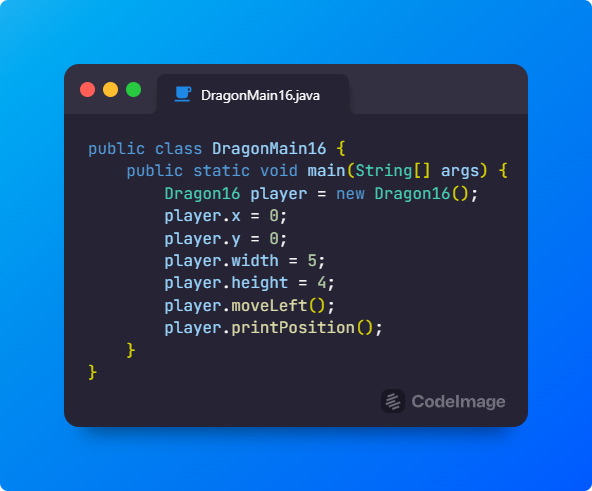 DragonMain16.java
public class DragonMain16 {
    public static void main(String[] args) {
        Dragon16 player = new Dragon16();
        player.x = 0;
        player.y = 0;
        player.width = 5;
        player.height = 4;
        player.moveLeft();
        player.printPosition();
    }
}
CodeImage